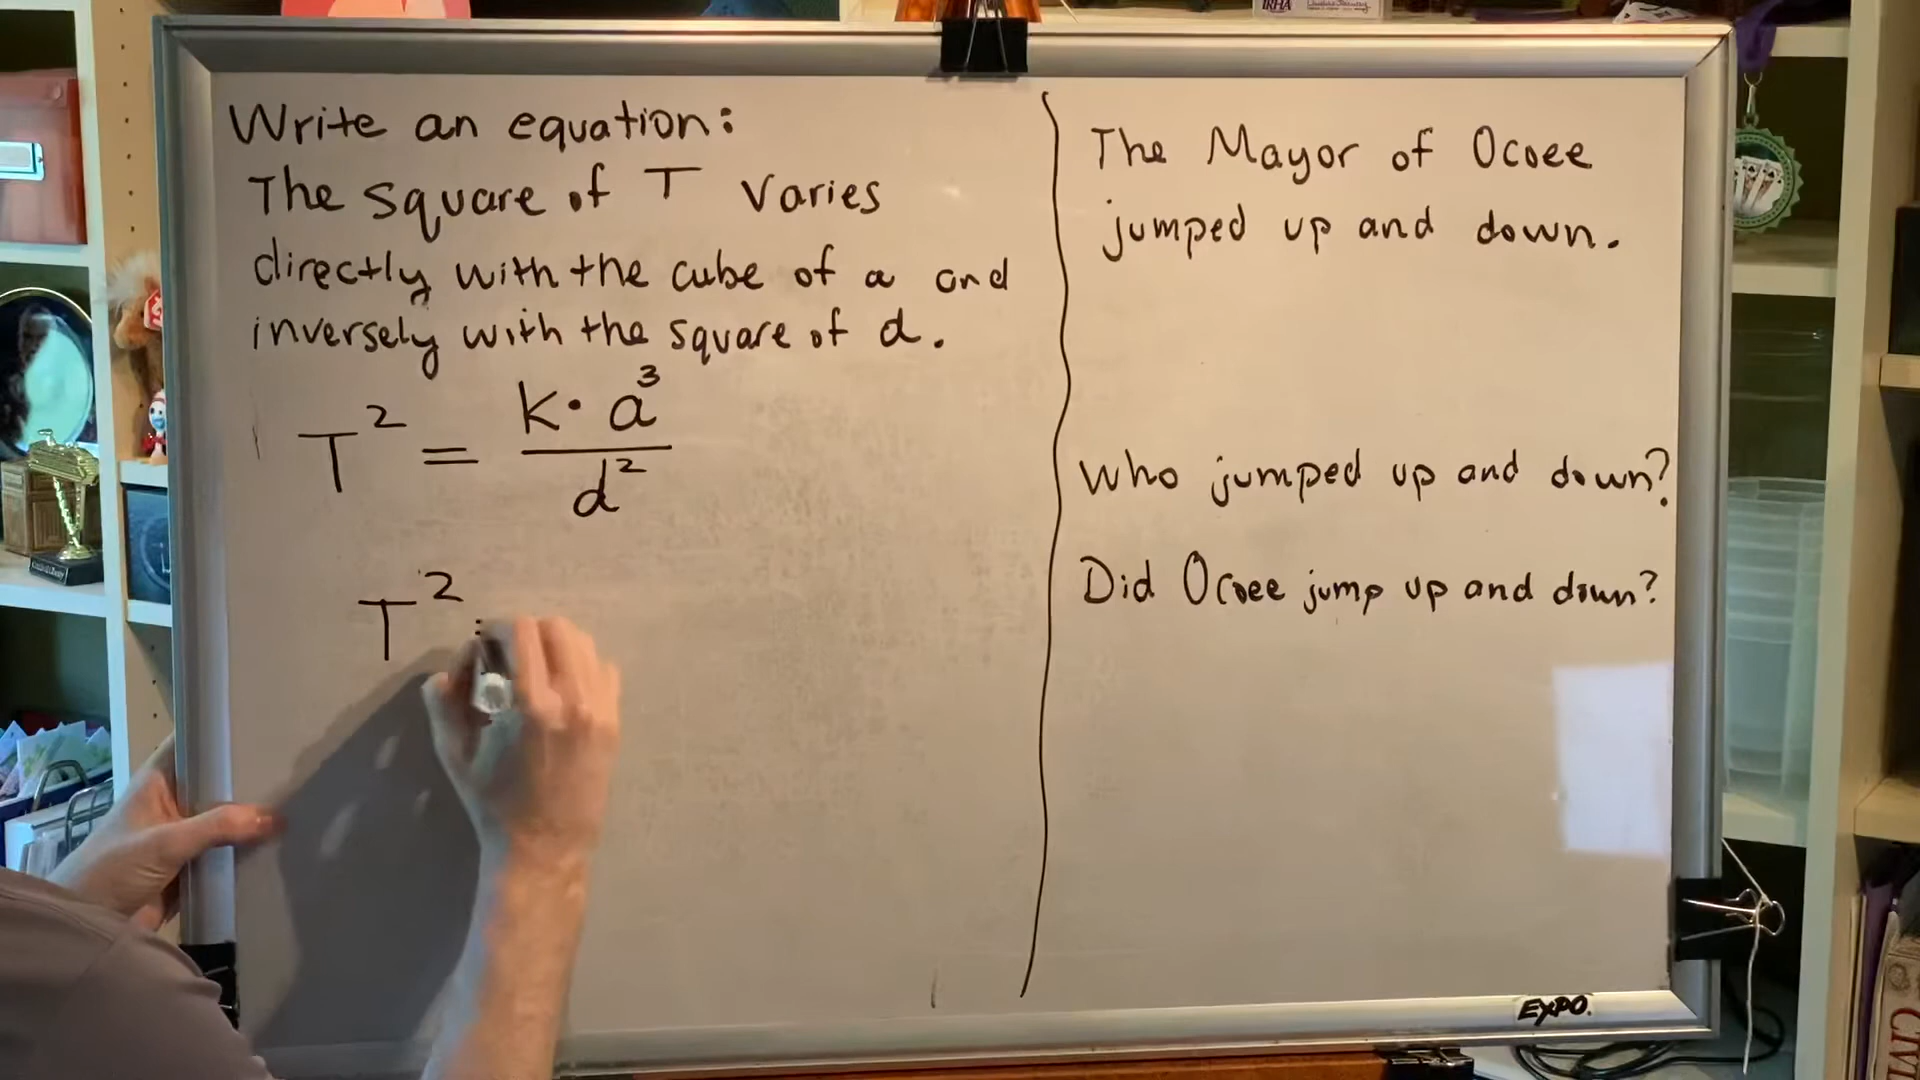 Write an equation:
The square of T varies
directly with the cube of a and
inversely with the square of d.
T² = k · a³ / d²
T² =
The Mayor of Ocoee
jumped up and down.
Who jumped up and down?
Did Ocoee jump up and down?
EXPO.
IRHA